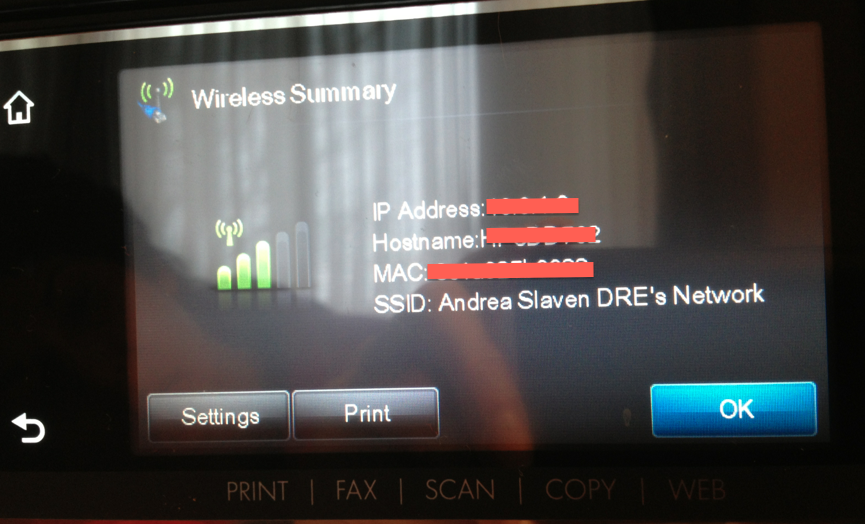 Wireless Summary
IP Address:
Hostname:
MAC:
SSID: Andrea Slaven DRE's Network
Settings
Print
OK
PRINT | FAX | SCAN | COPY | WEB